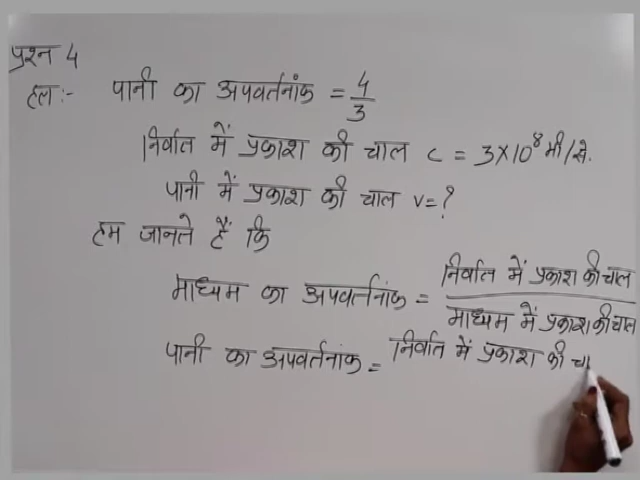 प्रश्न 4
हल:- पानी का अपवर्तनांक = 4/3
निर्वात में प्रकाश की चाल c = 3×10⁸ मी/से.
पानी में प्रकाश की चाल v = ?
हम जानते हैं कि
माध्यम का अपवर्तनांक = निर्वात में प्रकाश की चाल / माध्यम में प्रकाश की चाल
पानी का अपवर्तनांक = निर्वात में प्रकाश की चा